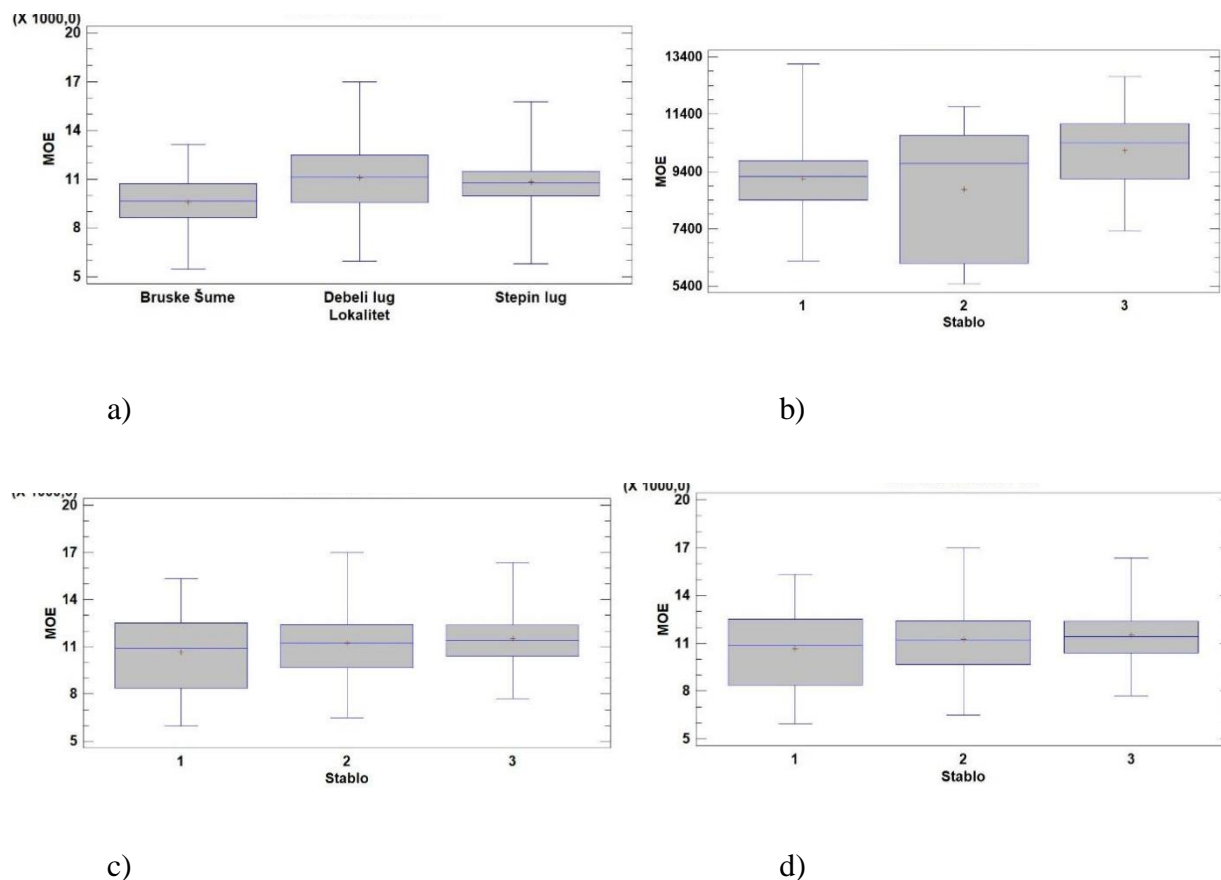 (X 1000,0)
20
17
14
11
8
5
MOE
Bruske Šume Debeli lug Stepin lug
Lokalitet
13400
11400
9400
7400
5400
MOE
1 2 3
Stablo
a) b)
(X 1000,0)
20
17
14
11
8
5
MOE
1 2 3
Stablo
(X 1000,0)
20
17
14
11
8
5
MOE
1 2 3
Stablo
c) d)